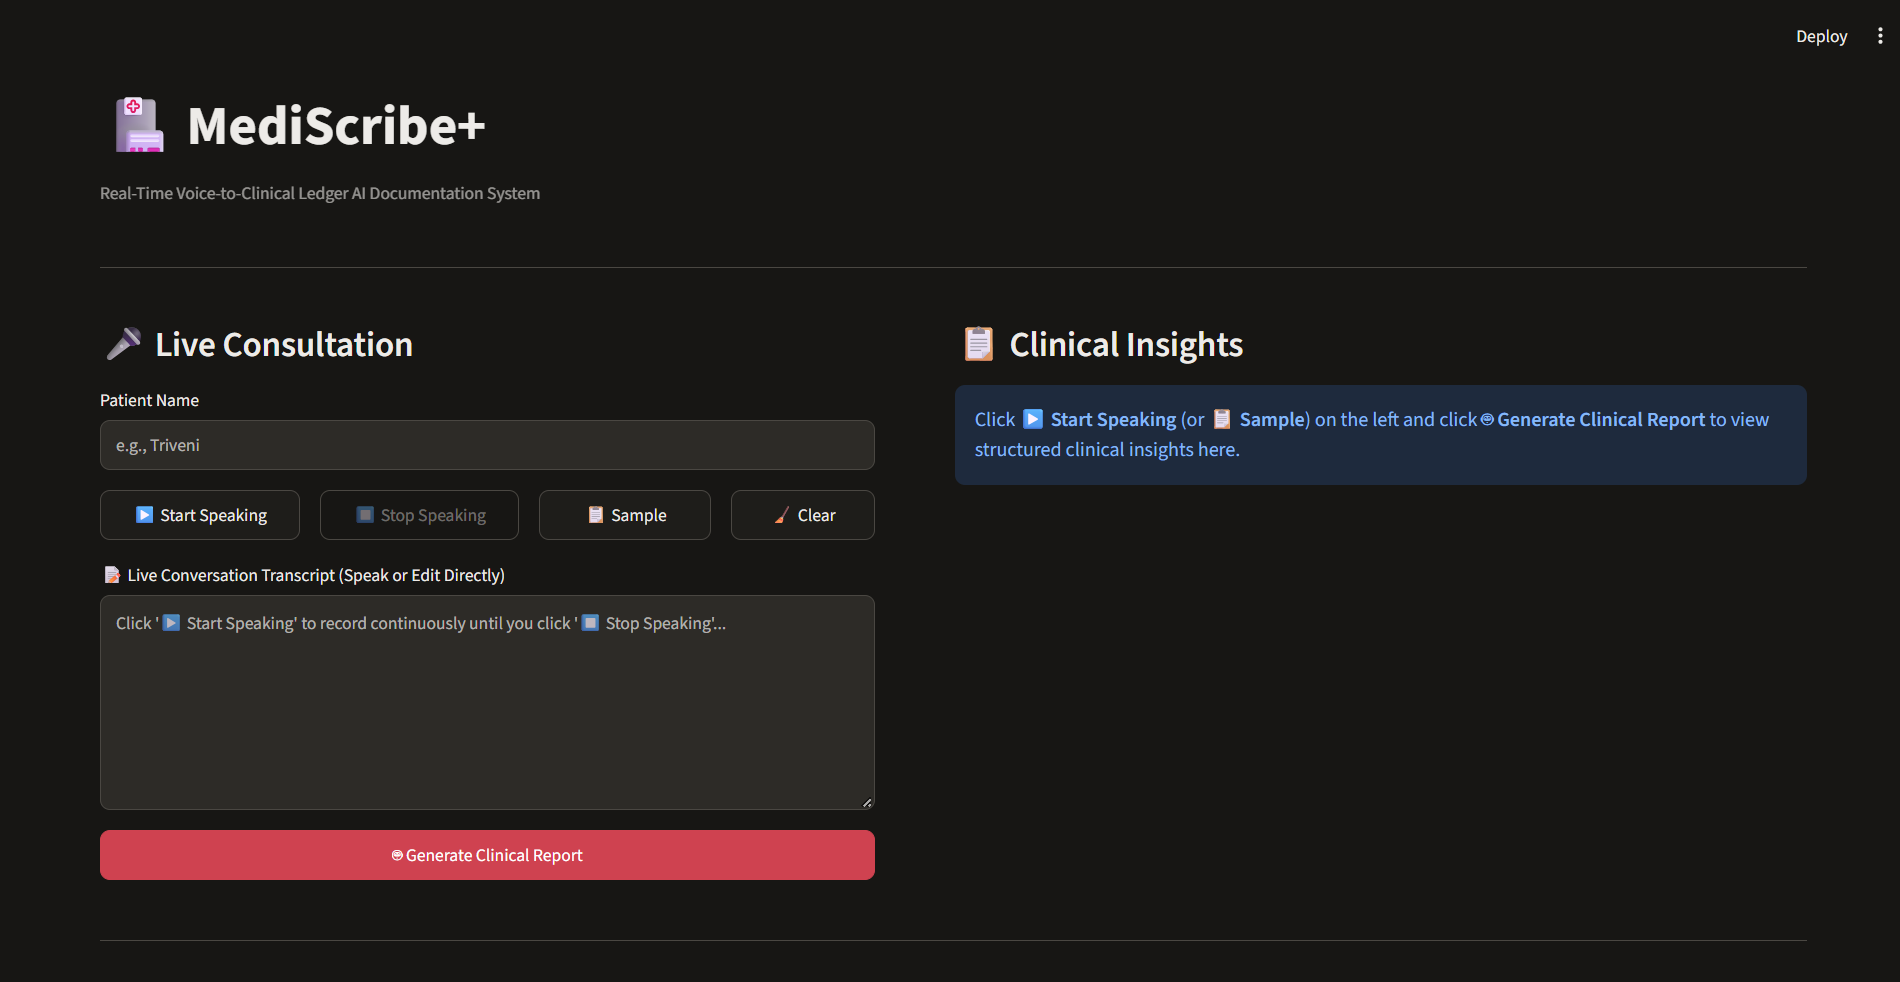 Deploy
MediScribe+
Real-Time Voice-to-Clinical Ledger AI Documentation System
Live Consultation
Patient Name
e.g., Triveni
Start Speaking
Stop Speaking
Sample
Clear
Live Conversation Transcript (Speak or Edit Directly)
Click '▶️ Start Speaking' to record continuously until you click '⏹️ Stop Speaking'...
Generate Clinical Report
Clinical Insights
Click ▶️ Start Speaking (or 📋 Sample) on the left and click Generate Clinical Report to view
structured clinical insights here.